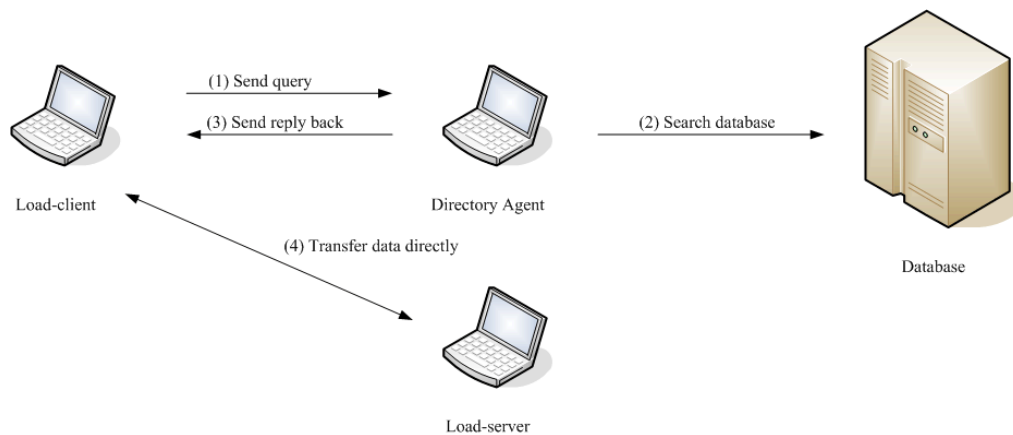 (1) Send query
(3) Send reply back
(2) Search database
Load-client
Directory Agent
(4) Transfer data directly
Database
Load-server